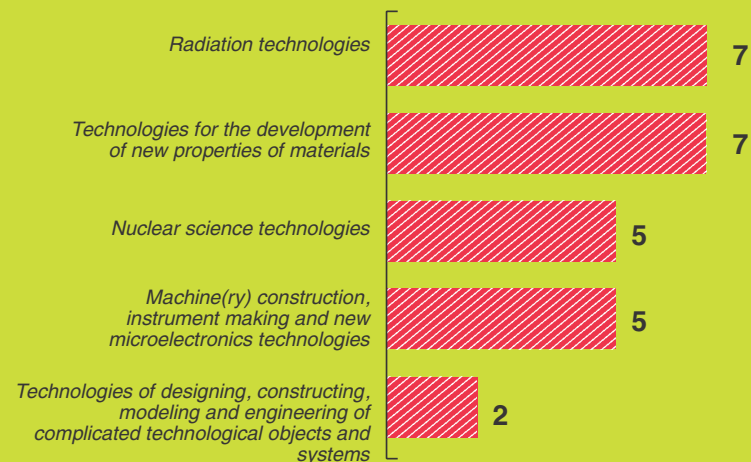 Radiation technologies
7
Technologies for the development
of new properties of materials
7
Nuclear science technologies
5
Machine(ry) construction,
instrument making and new
microelectronics technologies
5
Technologies of designing, constructing,
modeling and engineering of
complicated technological objects and
systems
2